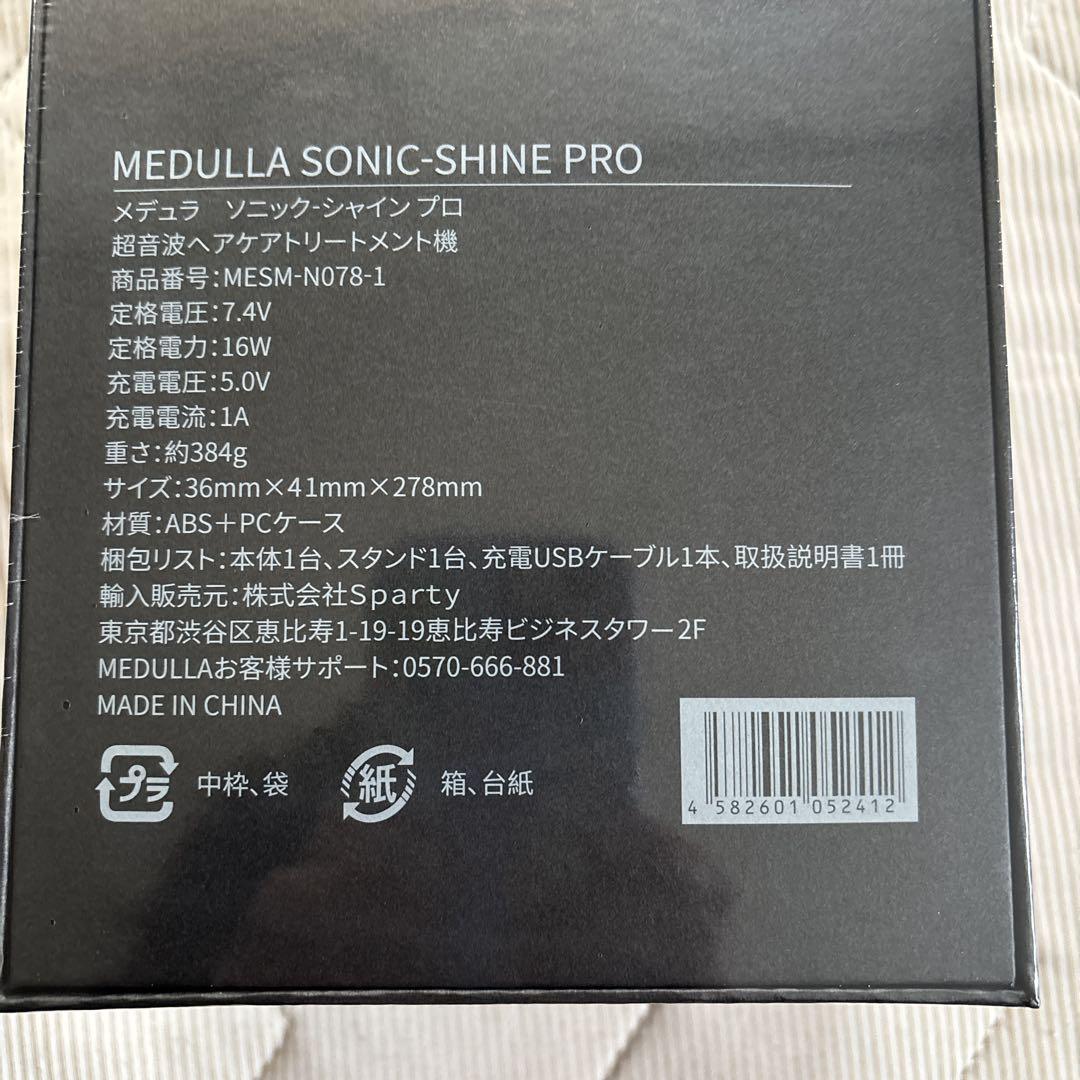 MEDULLA SONIC-SHINE PRO
メデュラ　ソニック-シャイン プロ
超音波ヘアケアトリートメント機
商品番号:MESM-N078-1
定格電圧:7.4V
定格電力:16W
充電電圧:5.0V
充電電流:1A
重さ:約384g
サイズ:36mm×41mm×278mm
材質:ABS+PCケース
梱包リスト:本体1台、スタンド1台、充電USBケーブル1本、取扱説明書1冊
輸入販売元:株式会社Sparty
東京都渋谷区恵比寿1-19-19恵比寿ビジネスタワー2F
MEDULLAお客様サポート:0570-666-881
MADE IN CHINA
プラ 中枠、袋 紙 箱、台紙
4 582601 052412